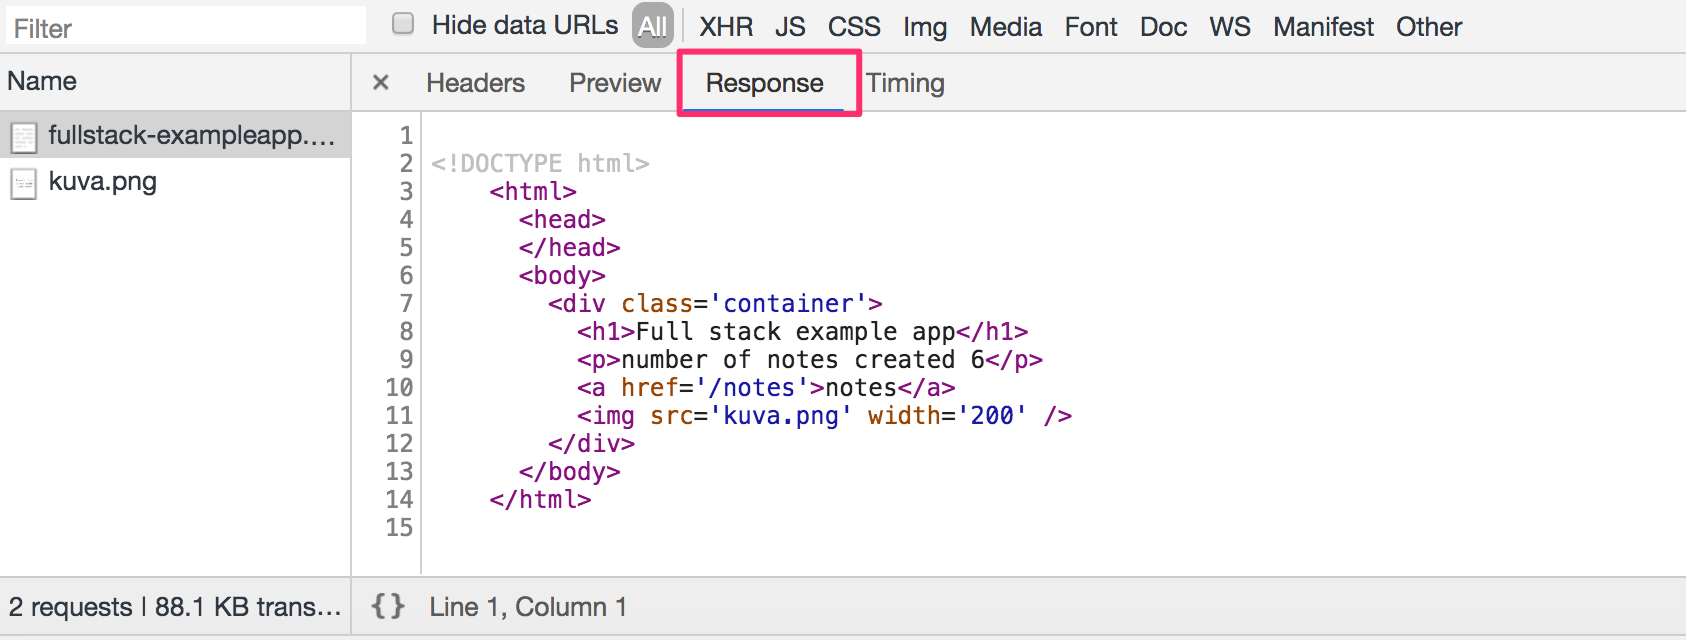 Filter Hide data URLs All XHR JS CSS Img Media Font Doc WS Manifest Other
Name × Headers Preview Response Timing
fullstack-exampleapp....
kuva.png
1
2 <!DOCTYPE html>
3 <html>
4 <head>
5 </head>
6 <body>
7 <div class='container'>
8 <h1>Full stack example app</h1>
9 <p>number of notes created 6</p>
10 <a href='/notes'>notes</a>
11 <img src='kuva.png' width='200' />
12 </div>
13 </body>
14 </html>
15
2 requests | 88.1 KB trans... {} Line 1, Column 1